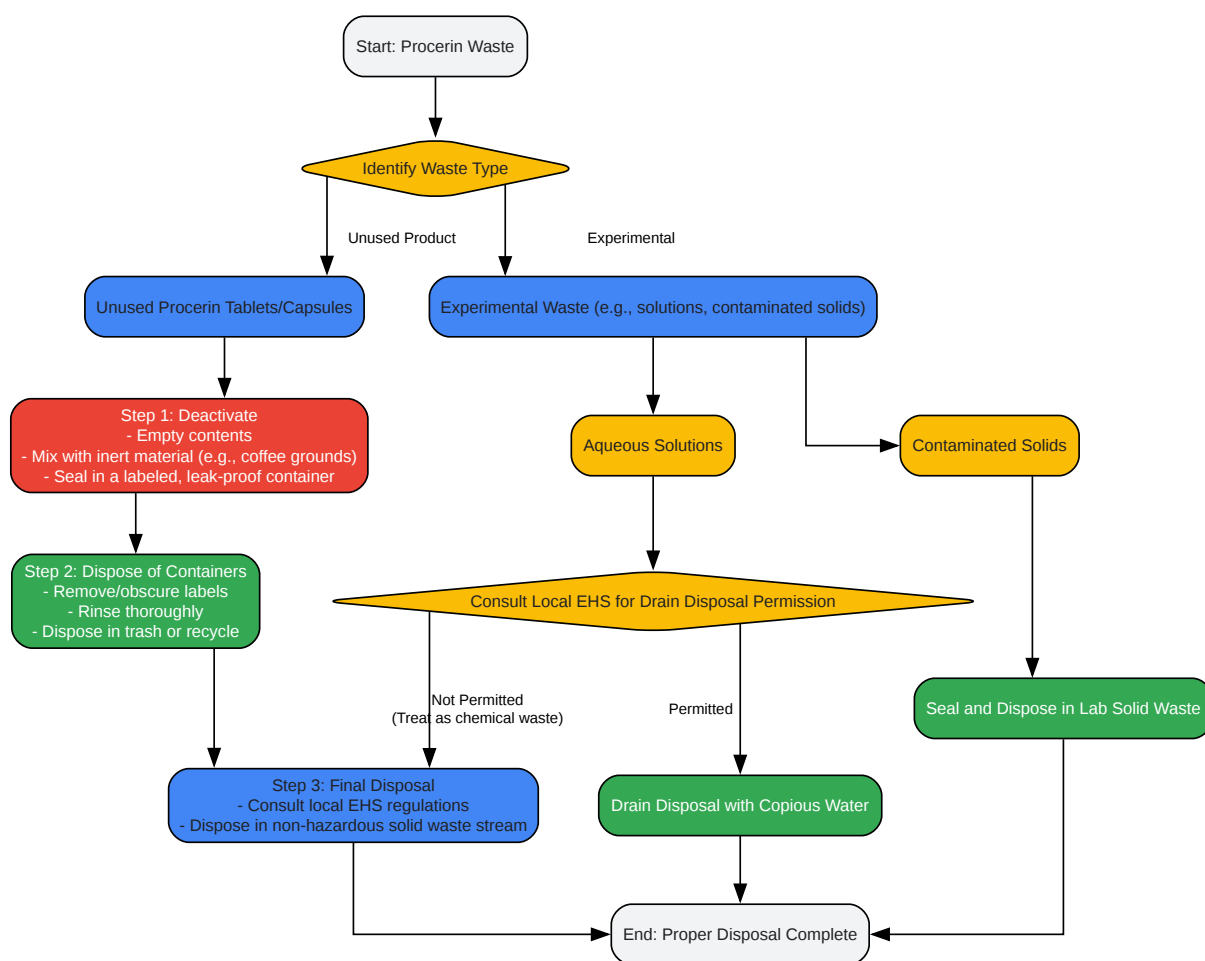 Start: Procerin Waste
Identify Waste Type
Unused Product
Experimental
Unused Procerin Tablets/Capsules
Experimental Waste (e.g., solutions, contaminated solids)
Step 1: Deactivate
- Empty contents
- Mix with inert material (e.g., coffee grounds)
- Seal in a labeled, leak-proof container
Aqueous Solutions
Contaminated Solids
Step 2: Dispose of Containers
- Remove/obscure labels
- Rinse thoroughly
- Dispose in trash or recycle
Consult Local EHS for Drain Disposal Permission
Not Permitted
(Treat as chemical waste)
Permitted
Seal and Dispose in Lab Solid Waste
Step 3: Final Disposal
- Consult local EHS regulations
- Dispose in non-hazardous solid waste stream
Drain Disposal with Copious Water
End: Proper Disposal Complete